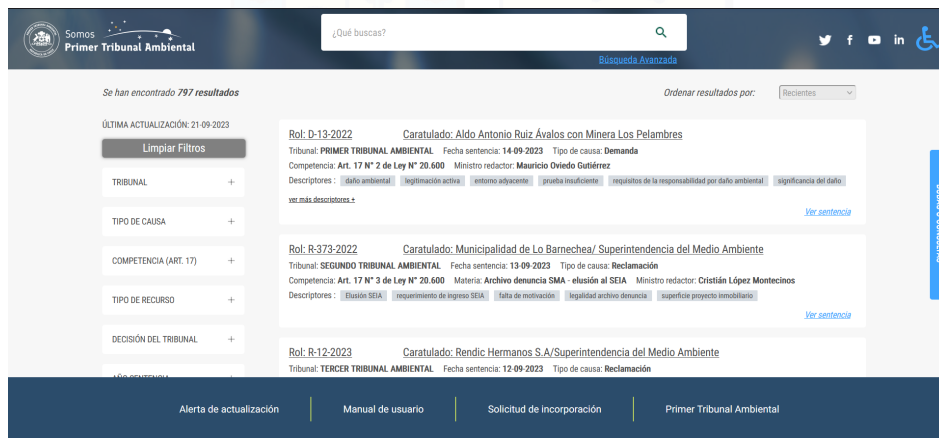 Somos
Primer Tribunal Ambiental
¿Qué buscas?
Búsqueda Avanzada
Se han encontrado 797 resultados
Ordenar resultados por:
Recientes
ÚLTIMA ACTUALIZACIÓN: 21-09-2023
Limpiar Filtros
TRIBUNAL +
TIPO DE CAUSA +
COMPETENCIA (ART. 17) +
TIPO DE RECURSO +
DECISIÓN DEL TRIBUNAL +
AÑO SENTENCIA
Rol: D-13-2022 Caratulado: Aldo Antonio Ruiz Ávalos con Minera Los Pelambres
Tribunal: PRIMER TRIBUNAL AMBIENTAL Fecha sentencia: 14-09-2023 Tipo de causa: Demanda
Competencia: Art. 17 N° 2 de Ley N° 20.600 Ministro redactor: Mauricio Oviedo Gutiérrez
Descriptores : daño ambiental legitimación activa entorno adyacente prueba insuficiente requisitos de la responsabilidad por daño ambiental significancia del daño
ver más descriptores +
Ver sentencia
Rol: R-373-2022 Caratulado: Municipalidad de Lo Barnechea/ Superintendencia del Medio Ambiente
Tribunal: SEGUNDO TRIBUNAL AMBIENTAL Fecha sentencia: 13-09-2023 Tipo de causa: Reclamación
Competencia: Art. 17 N° 3 de Ley N° 20.600 Materia: Archivo denuncia SMA - elusión al SEIA Ministro redactor: Cristián López Montecinos
Descriptores : Elusión SEIA requerimiento de ingreso SEIA falta de motivación legalidad archivo denuncia superficie proyecto inmobiliario
Ver sentencia
Rol: R-12-2023 Caratulado: Rendic Hermanos S.A/Superintendencia del Medio Ambiente
Tribunal: TERCER TRIBUNAL AMBIENTAL Fecha sentencia: 12-09-2023 Tipo de causa: Reclamación
Alerta de actualización
Manual de usuario
Solicitud de incorporación
Primer Tribunal Ambiental